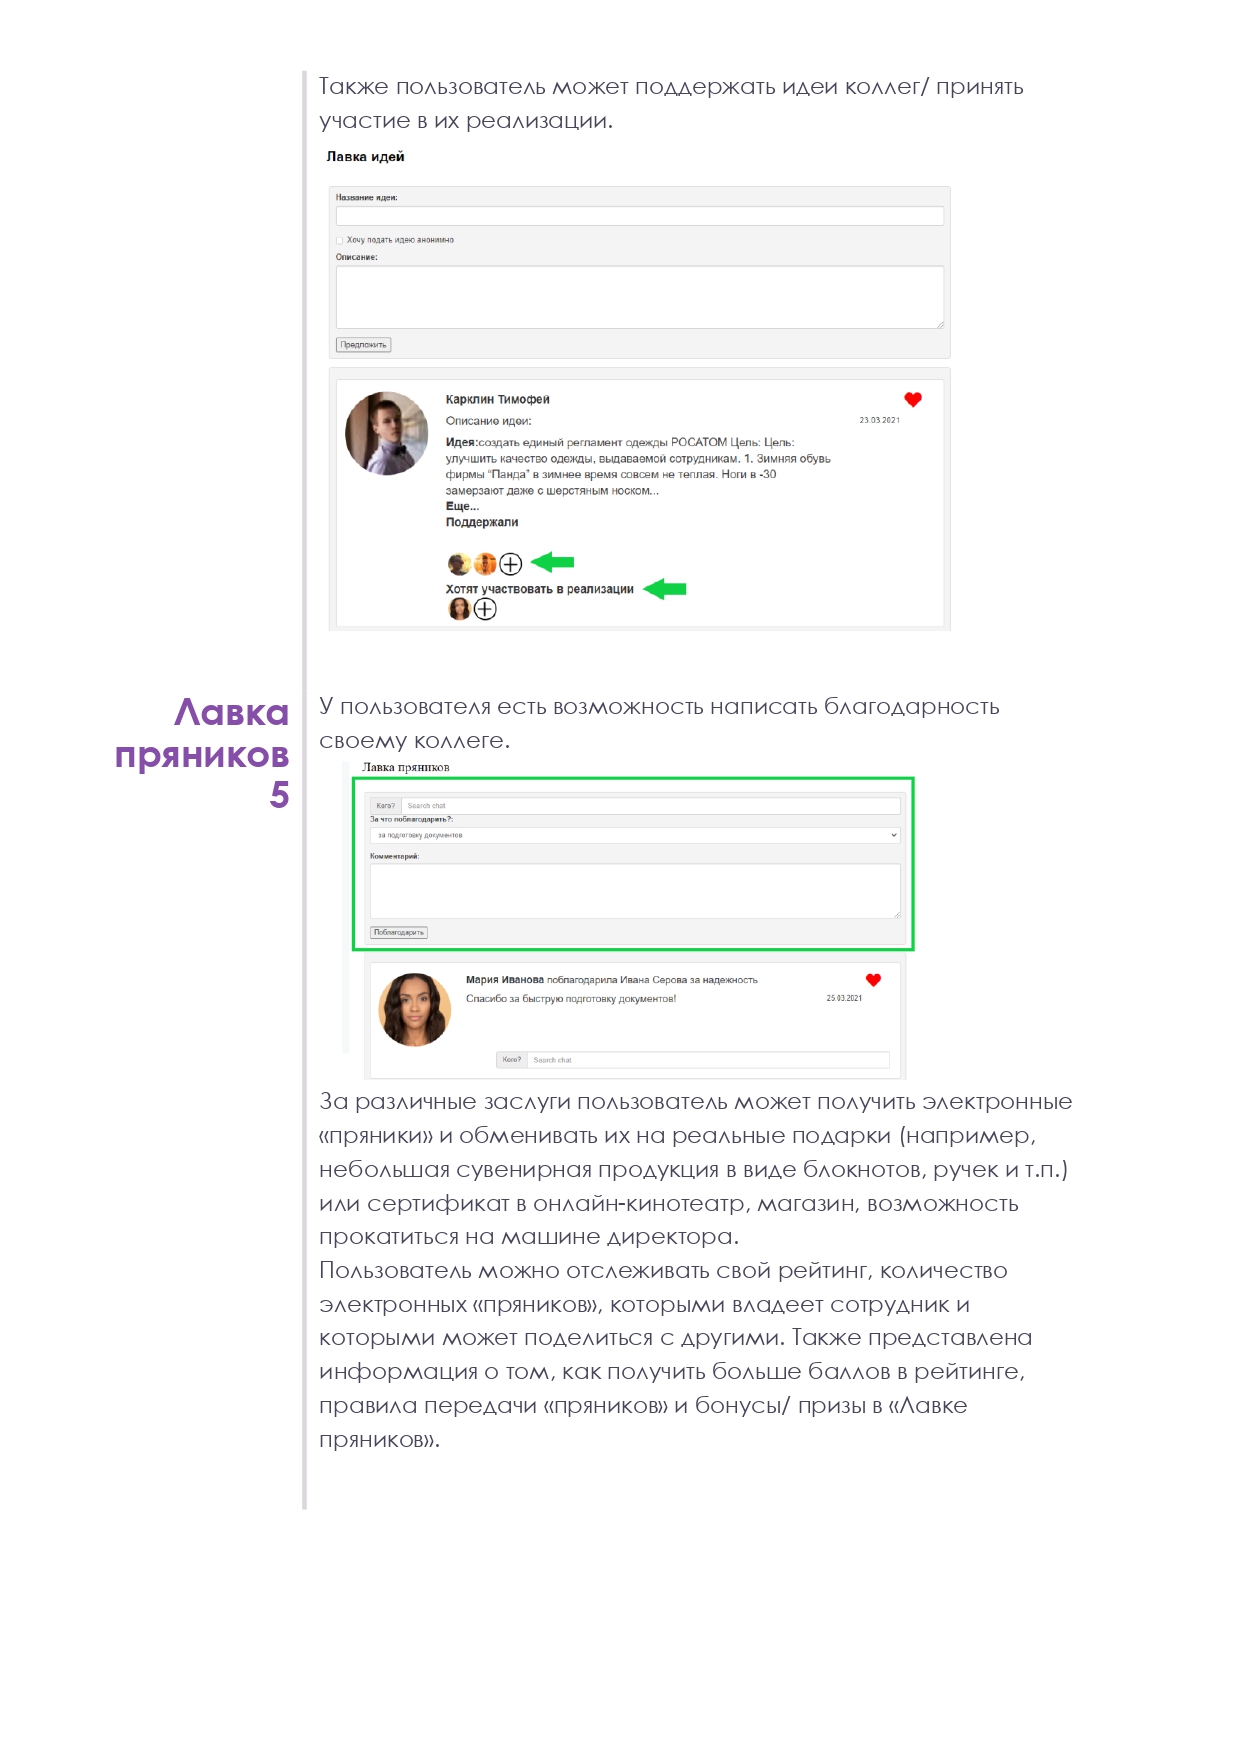 Также пользователь может поддержать идеи коллег/ принять
участие в их реализации.
Лавка идей
Название идеи:
Хочу подать идею анонимно
Описание:
Предложить
Карклин Тимофей
Описание идеи:
23.03.2021
Идея:создать единый регламент одежды РОСАТОМ Цель: Цель:
улучшить качество одежды, выдаваемой сотрудникам. 1. Зимняя обувь
фирмы "Панда" в зимнее время совсем не теплая. Ноги в -30
замерзают даже с шерстяным носком...
Еще...
Поддержали
Хотят участвовать в реализации
Лавка
пряников
5
У пользователя есть возможность написать благодарность
своему коллеге.
Лавка пряников
Кого? Search chat
За что поблагодарить?:
за подготовку документов
Комментарий:
Поблагодарить
Мария Иванова поблагодарила Ивана Серова за надежность
Спасибо за быструю подготовку документов!
25.03.2021
Кого? Search chat
За различные заслуги пользователь может получить электронные
«пряники» и обменивать их на реальные подарки (например,
небольшая сувенирная продукция в виде блокнотов, ручек и т.п.)
или сертификат в онлайн-кинотеатр, магазин, возможность
прокатиться на машине директора.
Пользователь можно отслеживать свой рейтинг, количество
электронных «пряников», которыми владеет сотрудник и
которыми может поделиться с другими. Также представлена
информация о том, как получить больше баллов в рейтинге,
правила передачи «пряников» и бонусы/ призы в «Лавке
пряников».